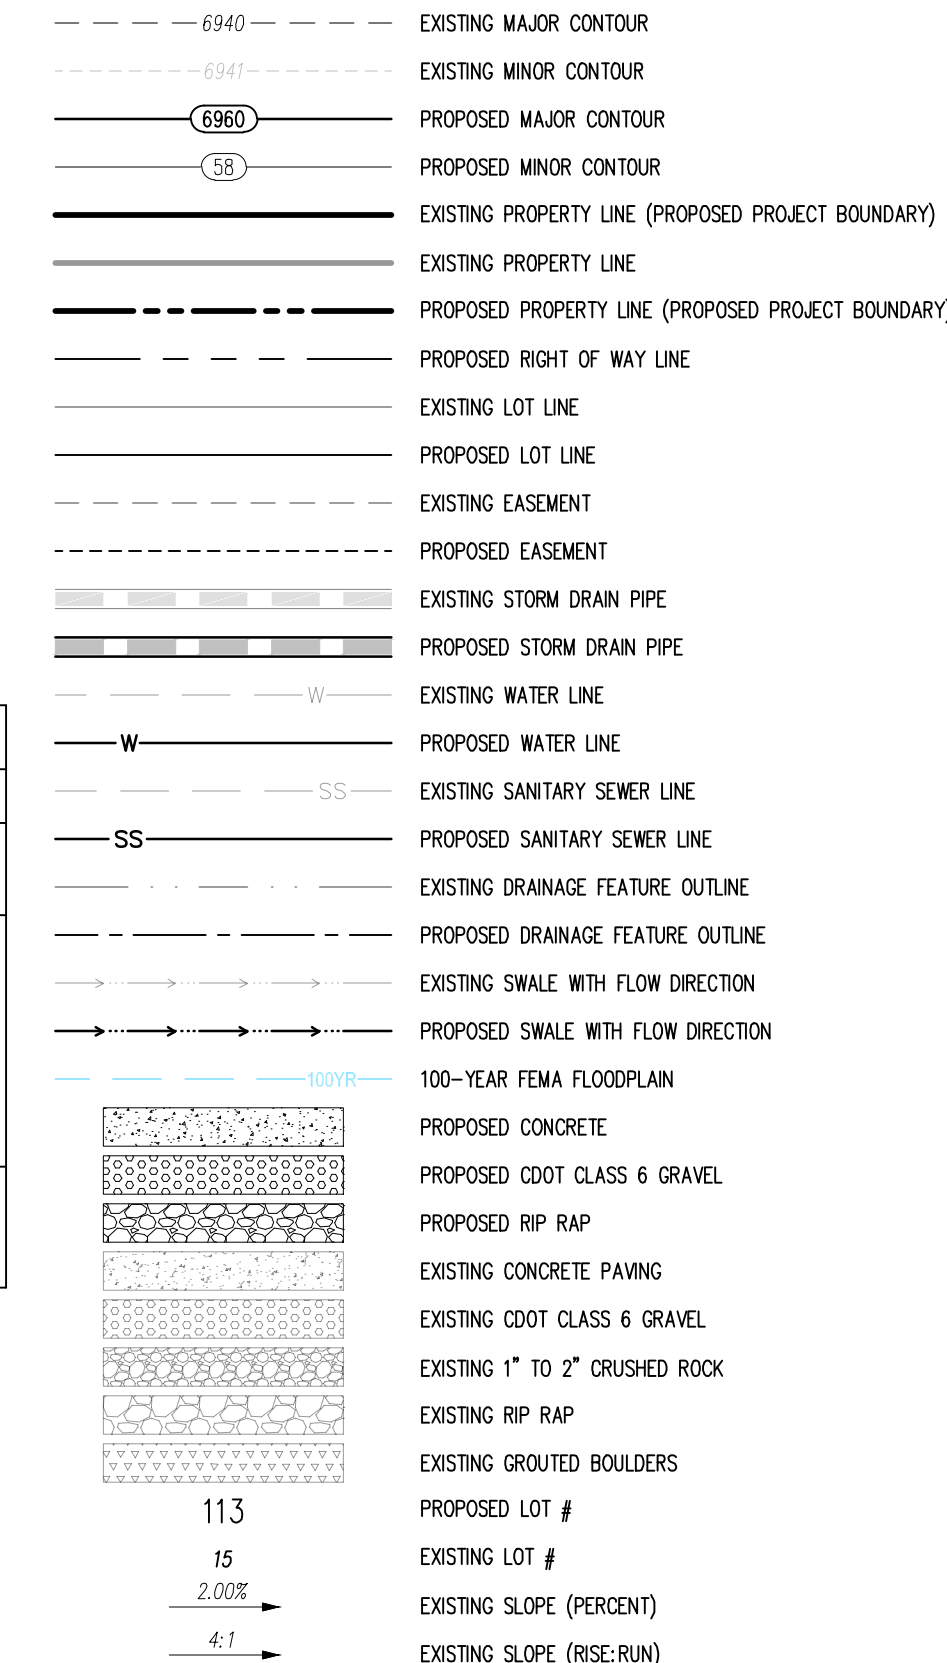 6940 EXISTING MAJOR CONTOUR
6941 EXISTING MINOR CONTOUR
6960 PROPOSED MAJOR CONTOUR
58 PROPOSED MINOR CONTOUR
EXISTING PROPERTY LINE (PROPOSED PROJECT BOUNDARY)
EXISTING PROPERTY LINE
PROPOSED PROPERTY LINE (PROPOSED PROJECT BOUNDARY)
PROPOSED RIGHT OF WAY LINE
EXISTING LOT LINE
PROPOSED LOT LINE
EXISTING EASEMENT
PROPOSED EASEMENT
EXISTING STORM DRAIN PIPE
PROPOSED STORM DRAIN PIPE
W EXISTING WATER LINE
W PROPOSED WATER LINE
SS EXISTING SANITARY SEWER LINE
SS PROPOSED SANITARY SEWER LINE
EXISTING DRAINAGE FEATURE OUTLINE
PROPOSED DRAINAGE FEATURE OUTLINE
EXISTING SWALE WITH FLOW DIRECTION
PROPOSED SWALE WITH FLOW DIRECTION
100YR 100-YEAR FEMA FLOODPLAIN
PROPOSED CONCRETE
PROPOSED CDOT CLASS 6 GRAVEL
PROPOSED RIP RAP
EXISTING CONCRETE PAVING
EXISTING CDOT CLASS 6 GRAVEL
EXISTING 1" TO 2" CRUSHED ROCK
EXISTING RIP RAP
EXISTING GROUTED BOULDERS
113 PROPOSED LOT #
15 EXISTING LOT #
2.00% EXISTING SLOPE (PERCENT)
4:1 EXISTING SLOPE (RISE:RUN)